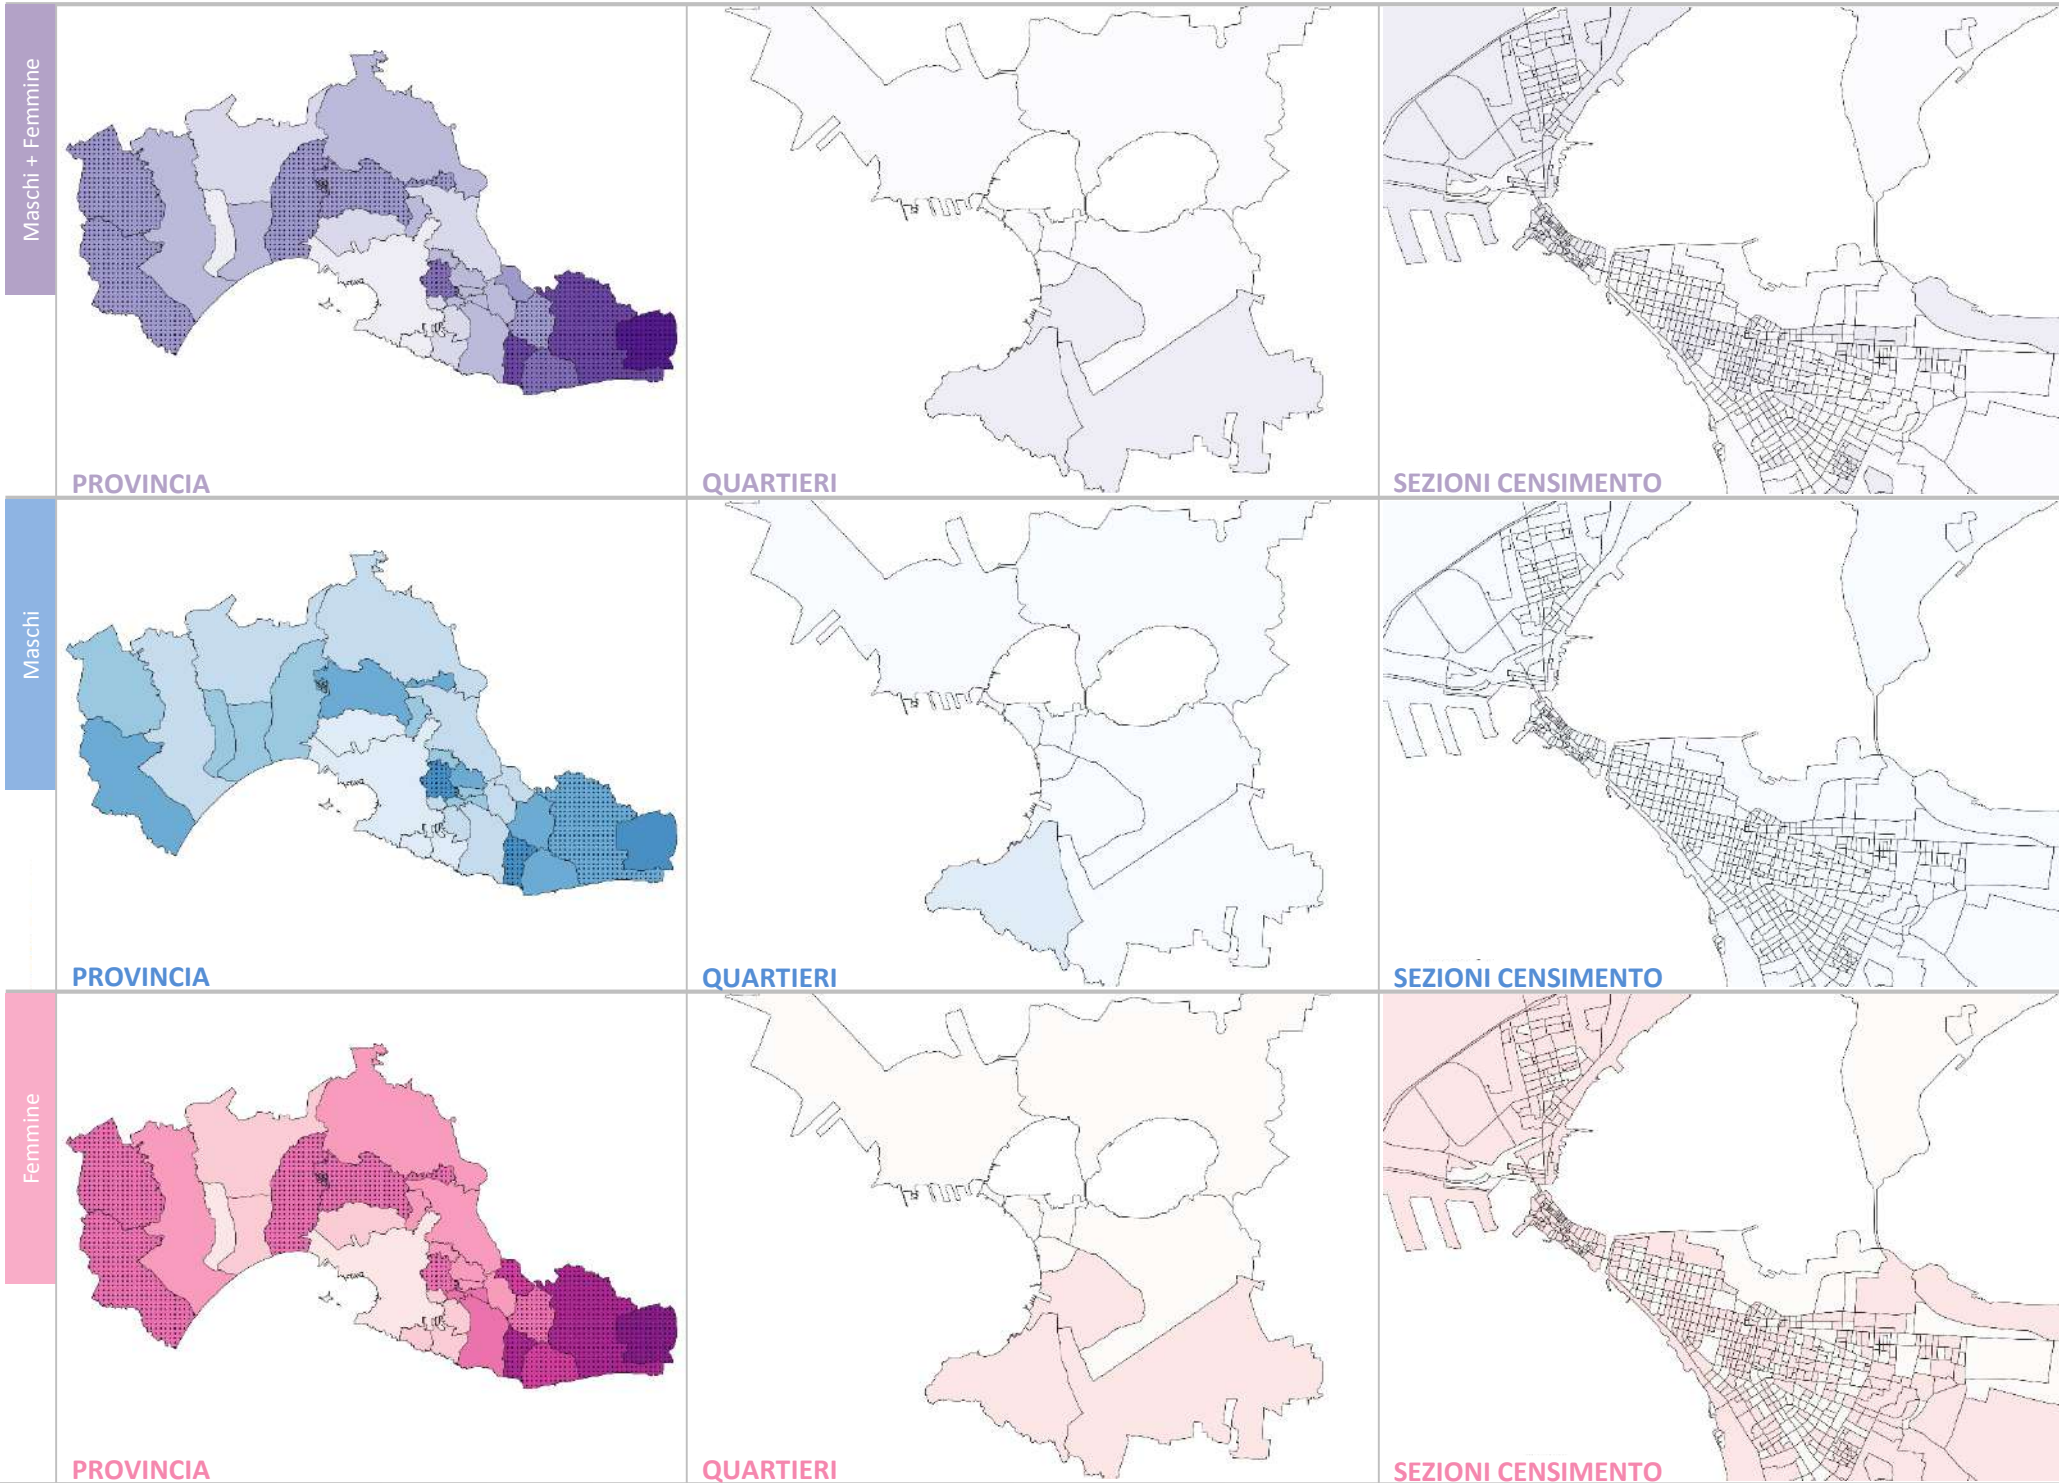 Maschi + Femmine
PROVINCIA
QUARTIERI
SEZIONI CENSIMENTO
Maschi
PROVINCIA
QUARTIERI
SEZIONI CENSIMENTO
Femmine
PROVINCIA
QUARTIERI
SEZIONI CENSIMENTO